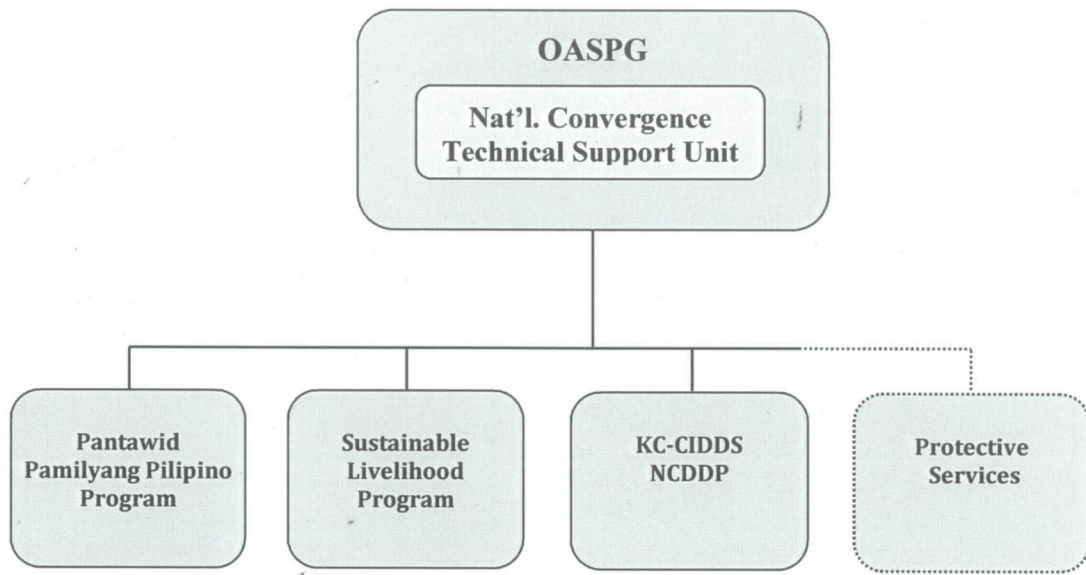 OASPG
Nat'l. Convergence
Technical Support Unit
Pantawid
Pamilyang Pilipino
Program
Sustainable
Livelihood
Program
KC-CIDDS
NCDDP
Protective
Services